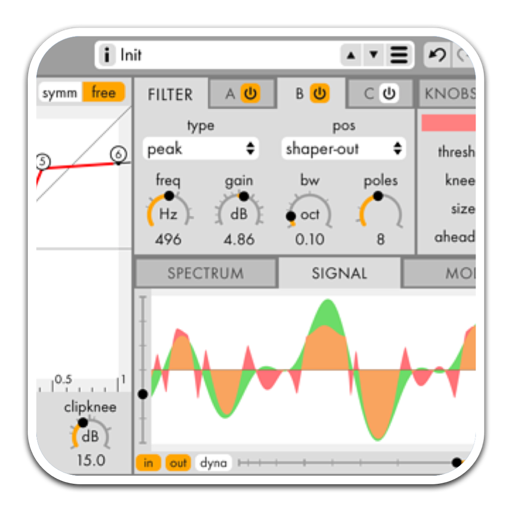 i Init
symm free
FILTER A B C KNOBS
type pos
peak shaper-out
freq gain bw poles
Hz dB oct
496 4.86 0.10 8
thresh
knee
size
ahead
5 6
0.5 1
clipknee
dB
15.0
SPECTRUM SIGNAL MO
in out dyna